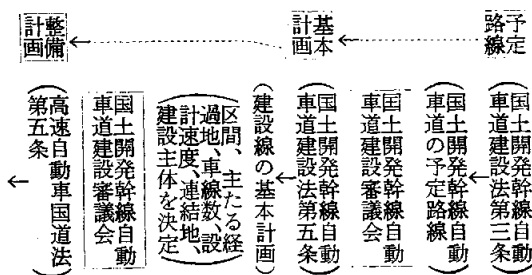 予定
路線
(国土開発幹線自動
車道建設法第三条)
(国土開発幹線自動
車道の予定路線)
国土開発幹線自動
車道建設審議会
基本
計画
(国土開発幹線自動
車道建設法第五条)
建設線の基本計画
(区間、主たる経
過地、車線数、設
計速度、連結地、
建設主体を決定)
国土開発幹線自動
車道建設審議会
整備
計画
(高速自動車国道法
第五条)